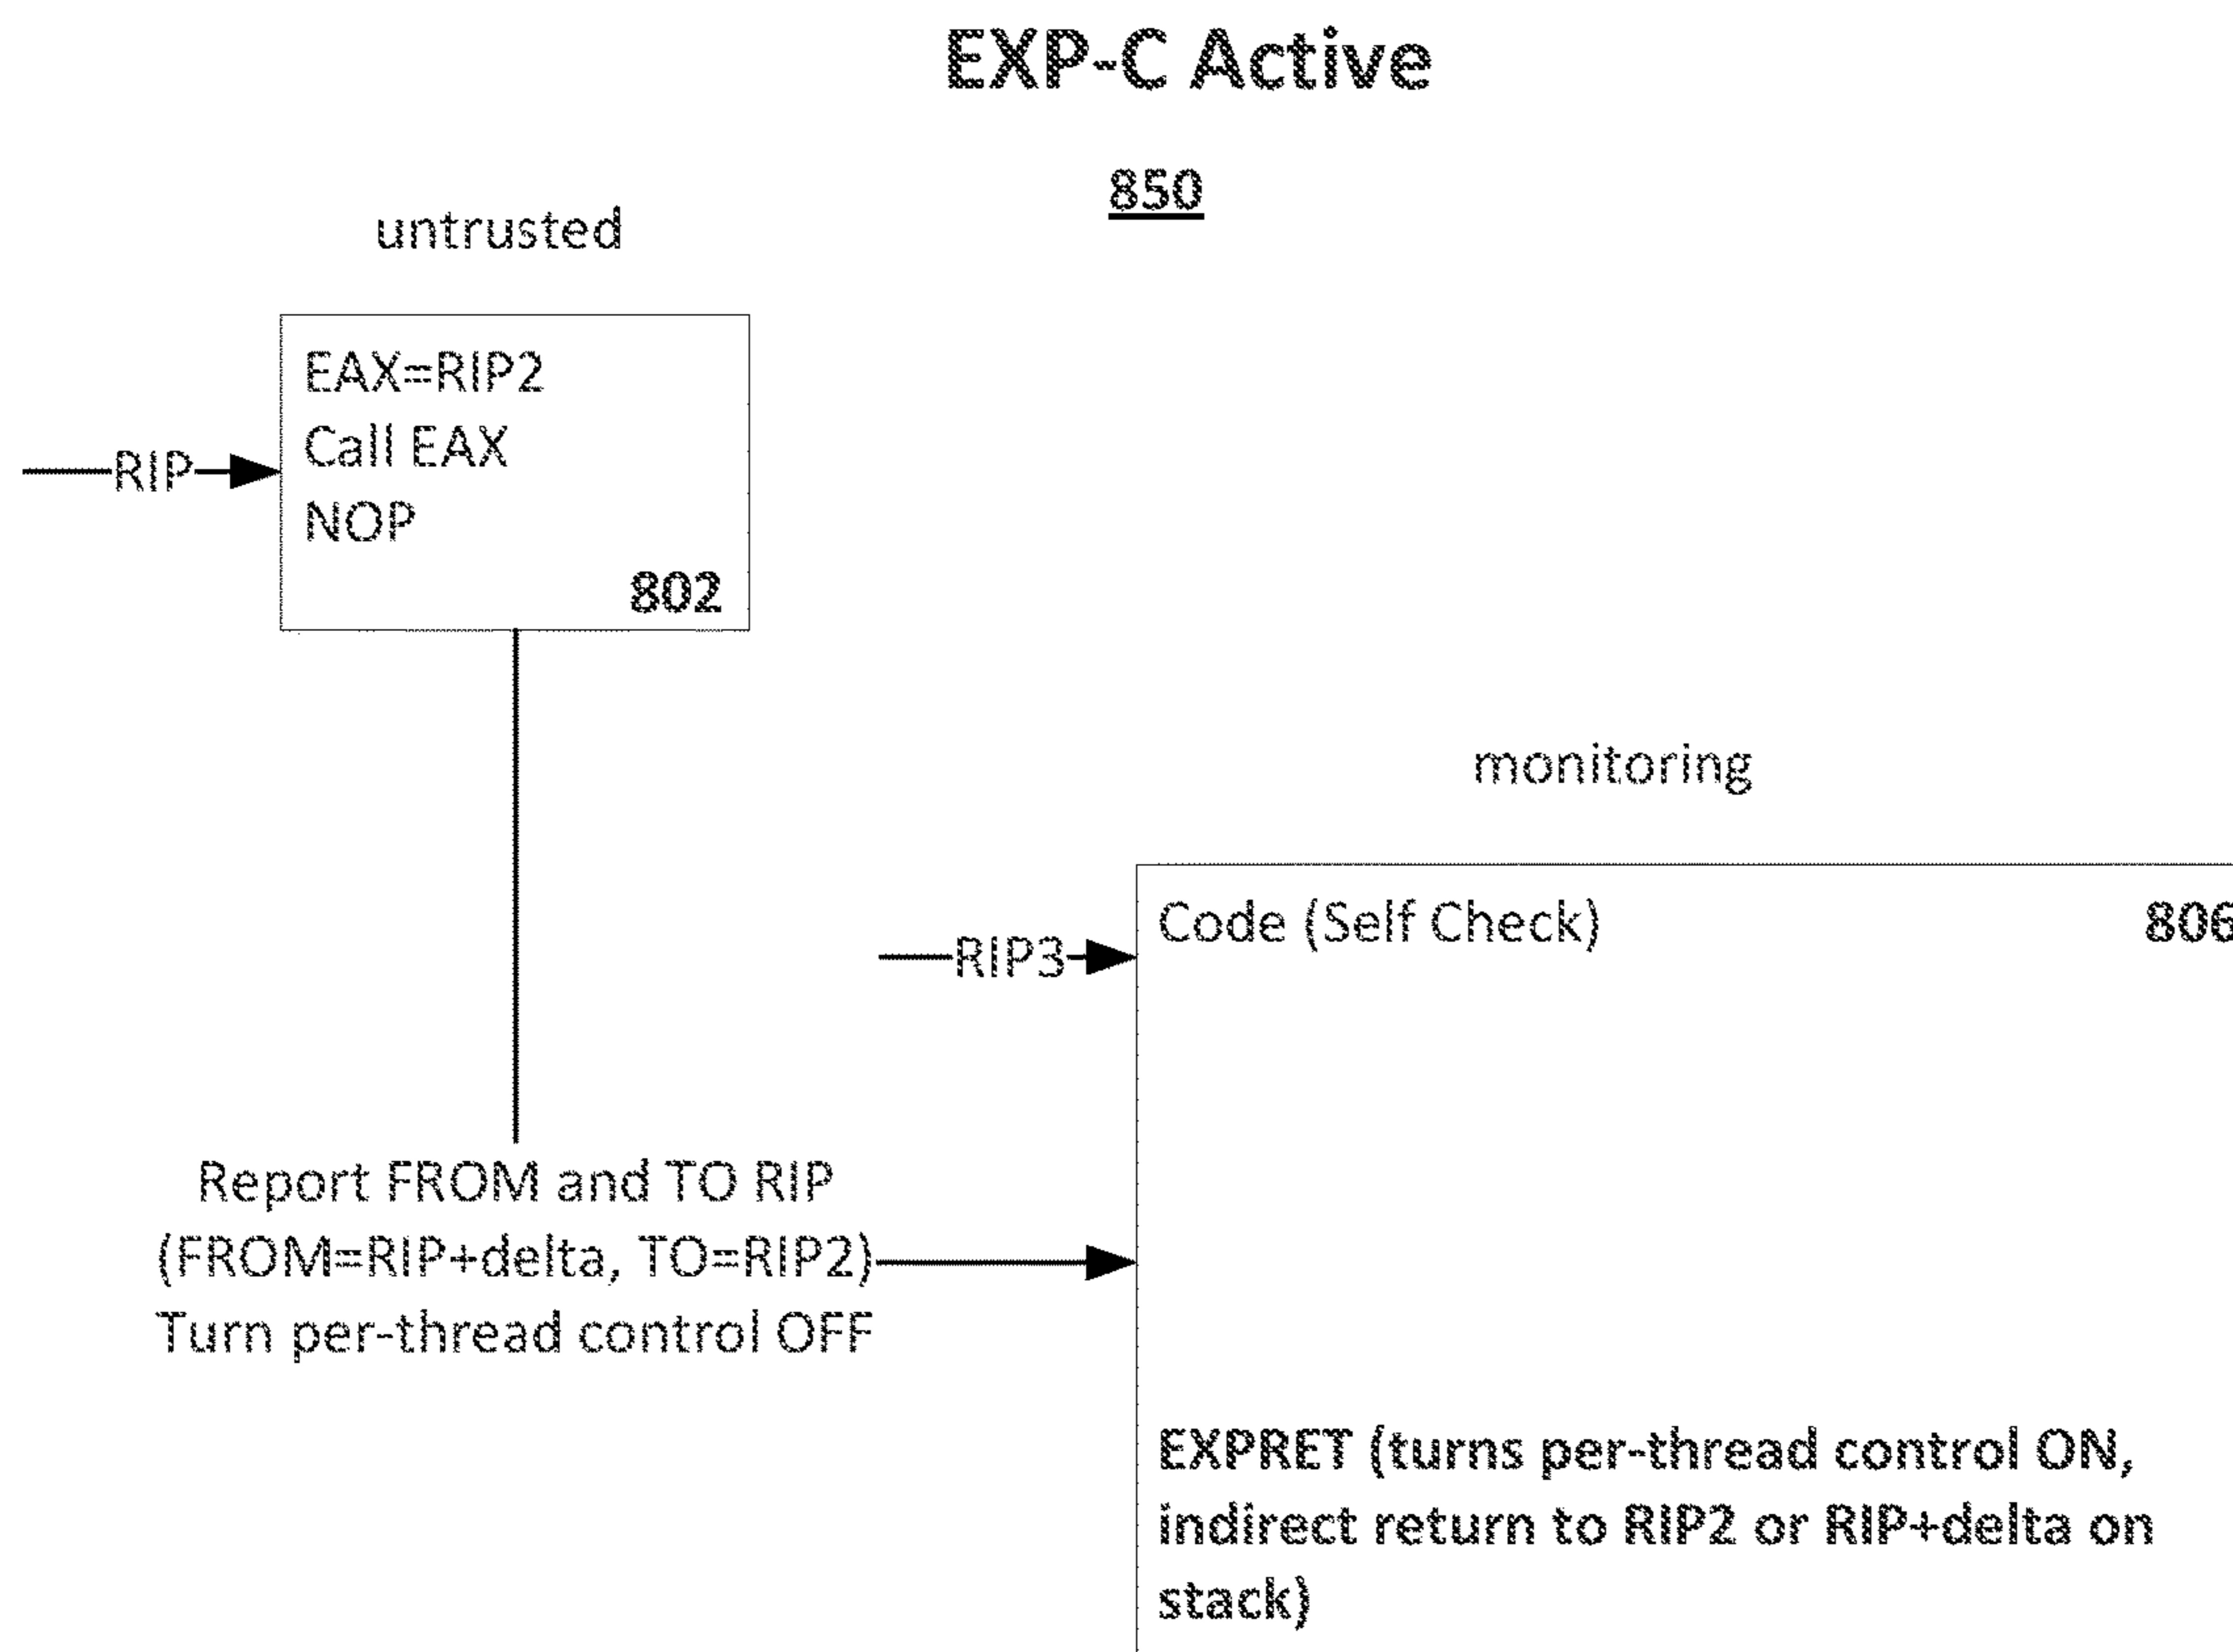 EXP-C Active
850
untrusted
EAX=RIP2
Call EAX
RIP
NOP
802
monitoring
Code (Self Check)
806
RIP3
Report FROM and TO RIP
(FROM=RIP+delta, TO=RIP2)
Turn per-thread control OFF
EXPRET (turns per-thread control ON,
indirect return to RIP2 or RIP+delta on
stack)